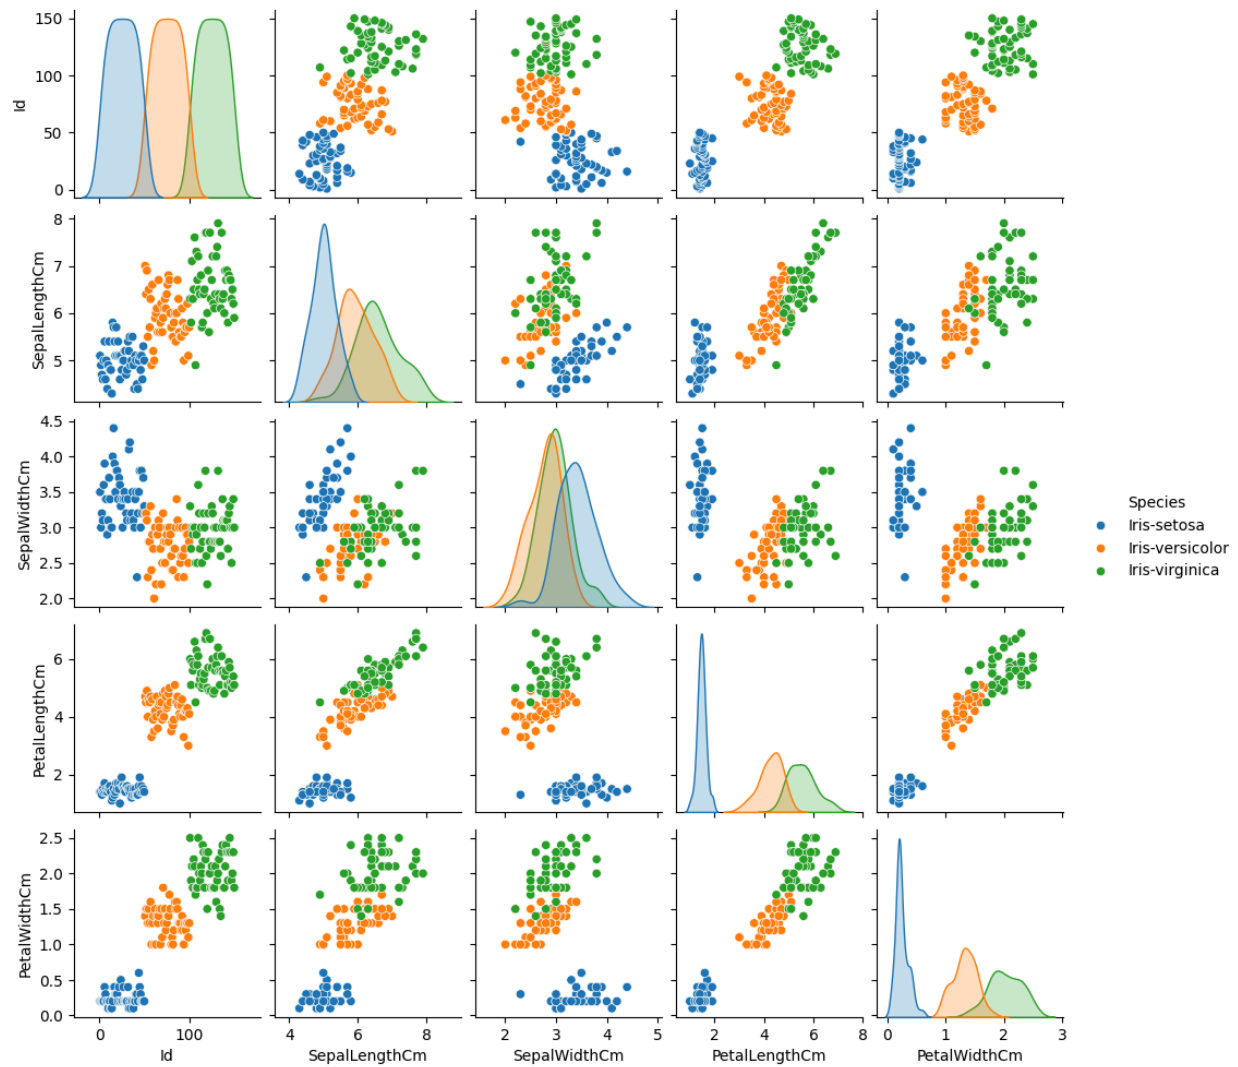 150
100
50
0
Id
8
7
6
5
SepalLengthCm
4.5
4.0
3.5
3.0
2.5
2.0
SepalWidthCm
Species
Iris-setosa
Iris-versicolor
Iris-virginica
6
4
2
PetalLengthCm
2.5
2.0
1.5
1.0
0.5
0.0
PetalWidthCm
0 100
4 6 8
2 3 4 5
2 4 6 8
0 1 2 3
Id SepalLengthCm SepalWidthCm PetalLengthCm PetalWidthCm